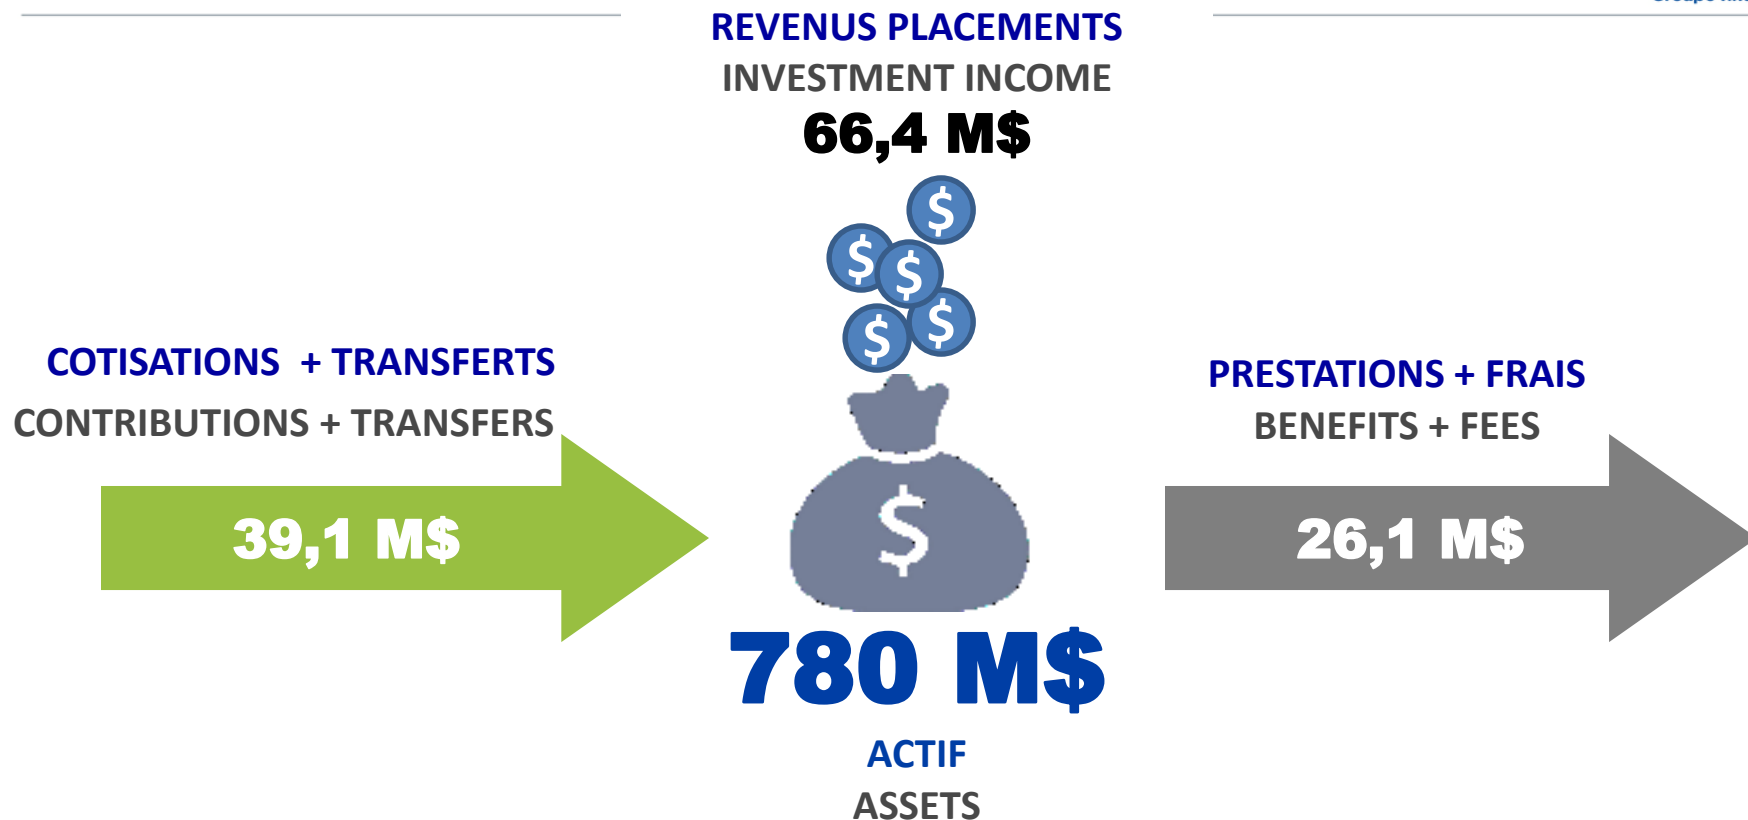 REVENUS PLACEMENTS
INVESTMENT INCOME
66,4 M$
$
$
$
$
$
COTISATIONS + TRANSFERTS
CONTRIBUTIONS + TRANSFERS
39,1 M$
$
PRESTATIONS + FRAIS
BENEFITS + FEES
26,1 M$
780 M$
ACTIF
ASSETS